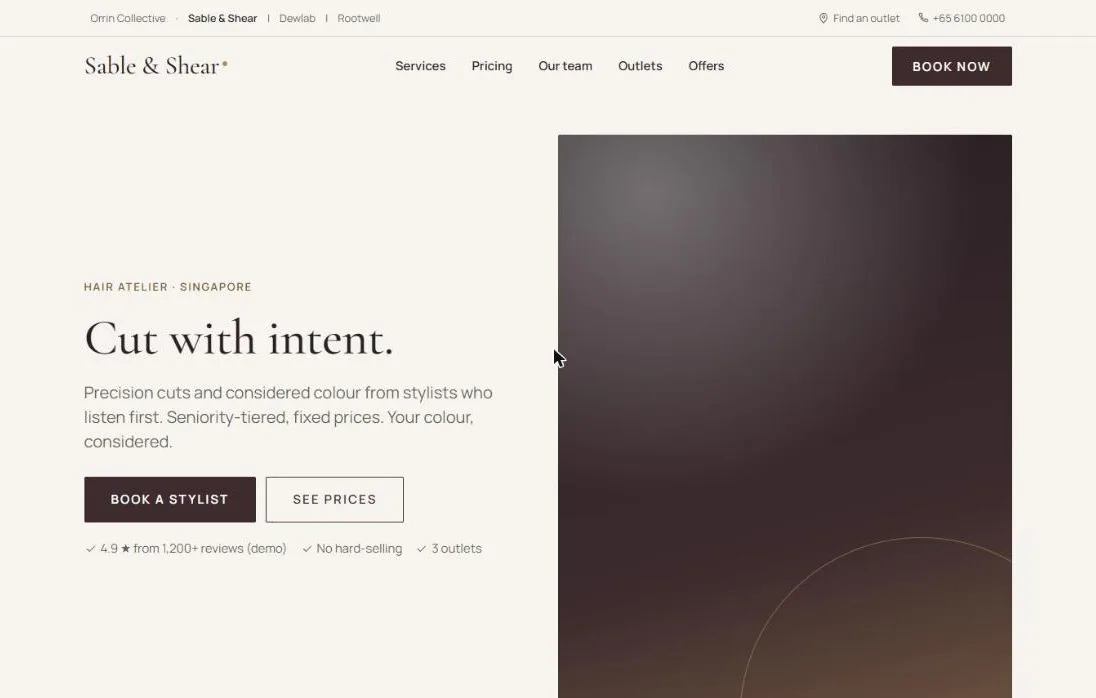 Orrin Collective · Sable & Shear | Dewlab | Rootwell
Find an outlet +65 6100 0000
Sable & Shear
Services Pricing Our team Outlets Offers
BOOK NOW
HAIR ATELIER · SINGAPORE
Cut with intent.
Precision cuts and considered colour from stylists who
listen first. Seniority-tiered, fixed prices. Your colour,
considered.
BOOK A STYLIST
SEE PRICES
✓ 4.9 ★ from 1,200+ reviews (demo) ✓ No hard-selling ✓ 3 outlets